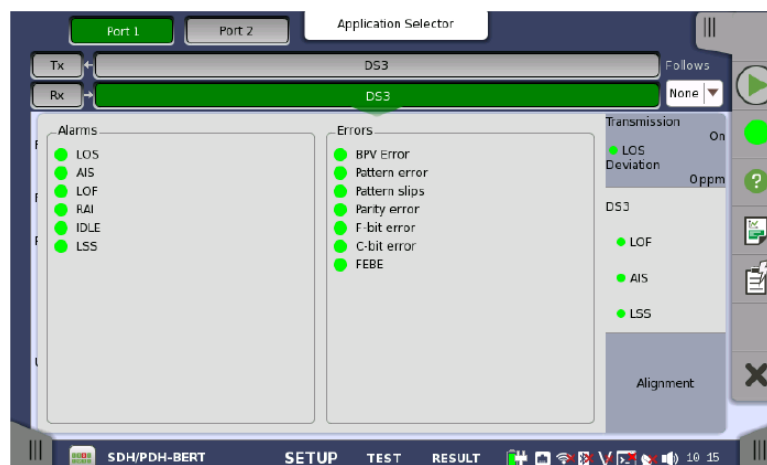 Port 1
Port 2
Application Selector
Tx
DS3
Follows
Rx
DS3
None
Alarms
LOS
AIS
LOF
RAI
IDLE
LSS
Errors
BPV Error
Pattern error
Pattern slips
Parity error
F-bit error
C-bit error
FEBE
Transmission
On
LOS
Deviation
0 ppm
DS3
LOF
AIS
LSS
Alignment
?
SDH/PDH-BERT
SETUP
TEST
RESULT
10 15